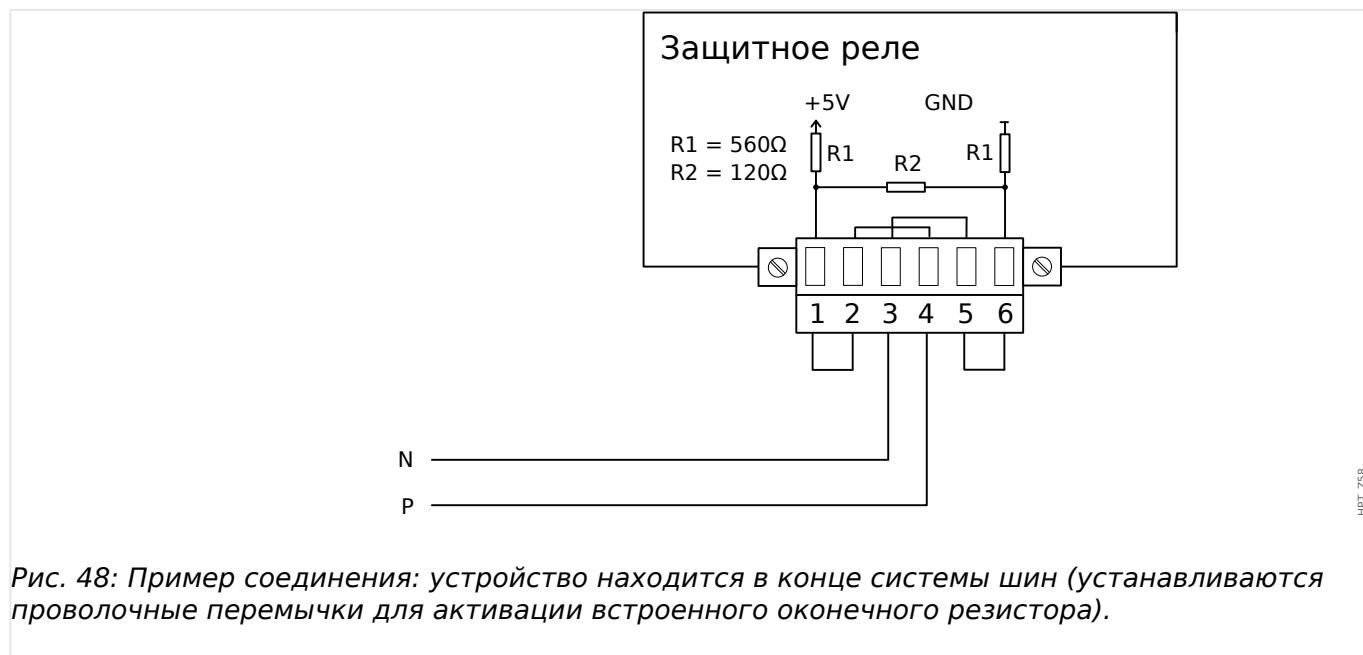 Защитное реле
+5V GND
R1 = 560Ω
R2 = 120Ω
R1 R2 R1
1 2 3 4 5 6
N
P
HPT_Z58
Рис. 48: Пример соединения: устройство находится в конце системы шин (устанавливаются
проволочные перемычки для активации встроенного оконечного резистора).